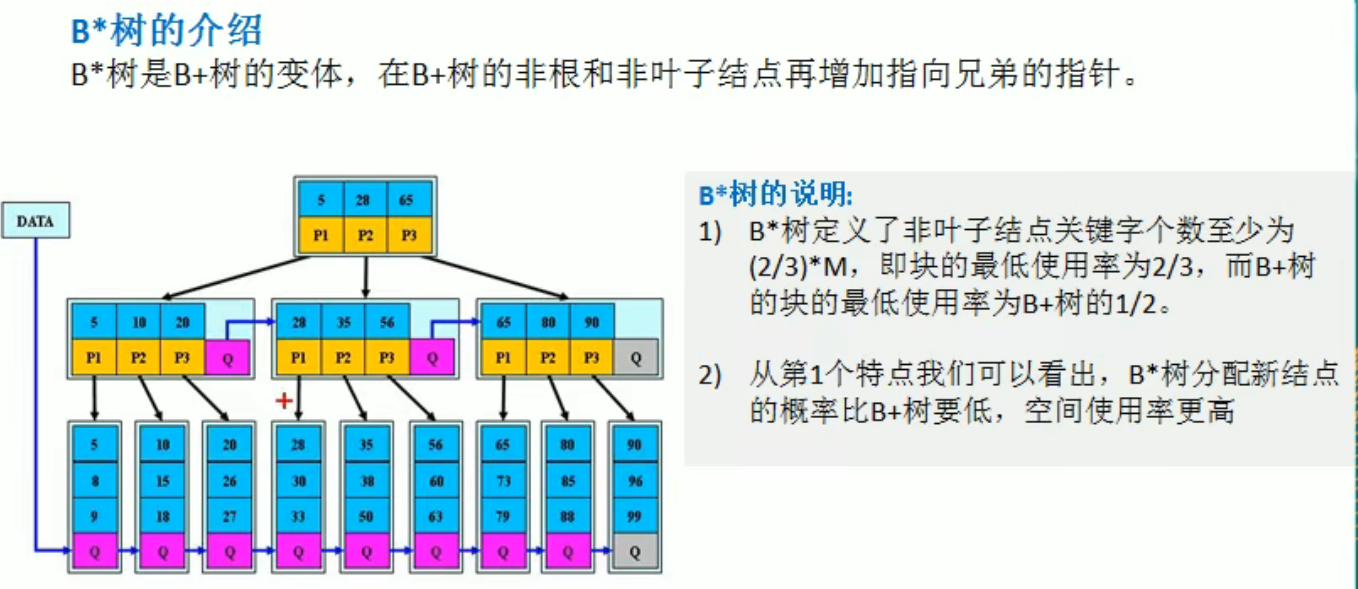 B*树的介绍
B*树是B+树的变体，在B+树的非根和非叶子结点再增加指向兄弟的指针。
5 28 65
P1 P2 P3
DATA
5 10 20 28 35 56 65 80 90
P1 P2 P3 Q P1 P2 P3 Q P1 P2 P3 Q
5 10 20 28 35 56 65 80 90
8 15 26 30 38 60 73 85 96
9 18 27 33 50 63 79 88 99
Q Q Q Q Q Q Q Q Q
B*树的说明:
1) B*树定义了非叶子结点关键字个数至少为
(2/3)*M，即块的最低使用率为2/3，而B+树
的块的最低使用率为B+树的1/2。
2) 从第1个特点我们可以看出，B*树分配新结点
的概率比B+树要低，空间使用率更高